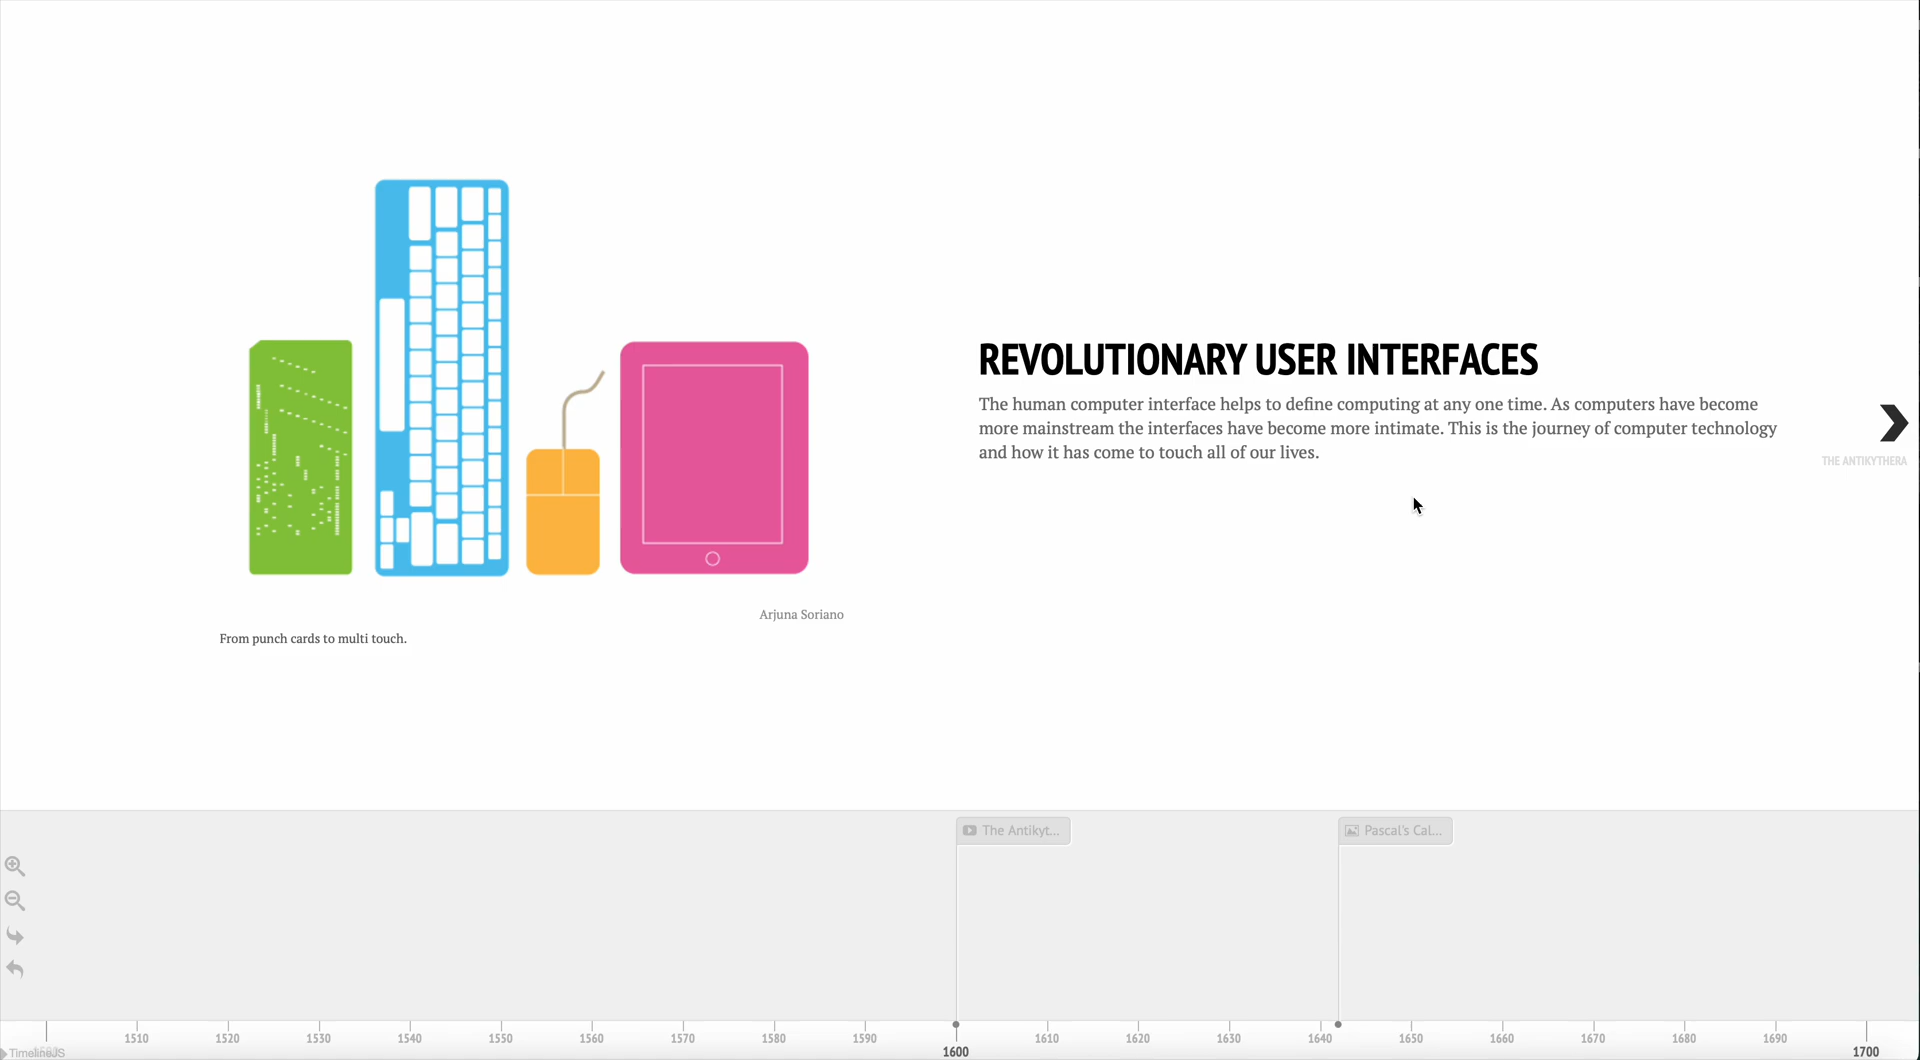 REVOLUTIONARY USER INTERFACES
The human computer interface helps to define computing at any one time. As computers have become
more mainstream the interfaces have become more intimate. This is the journey of computer technology
and how it has come to touch all of our lives.
THE ANTIKYTHERA
Arjuna Soriano
From punch cards to multi touch.
The Antikyt...
Pascal's Cal...
1510 1520 1530 1540 1550 1560 1570 1580 1590 1610 1620 1630 1640 1650 1660 1670 1680 1690
TimelineJS 1600 1700